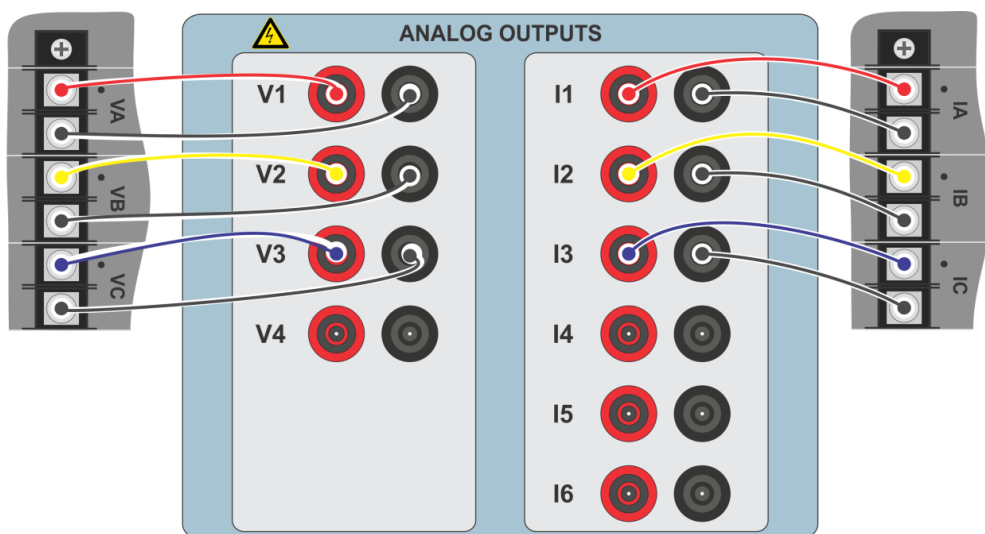 ANALOG OUTPUTS
VA
VB
VC
V1
V2
V3
V4
I1
I2
I3
I4
I5
I6
IA
IB
IC